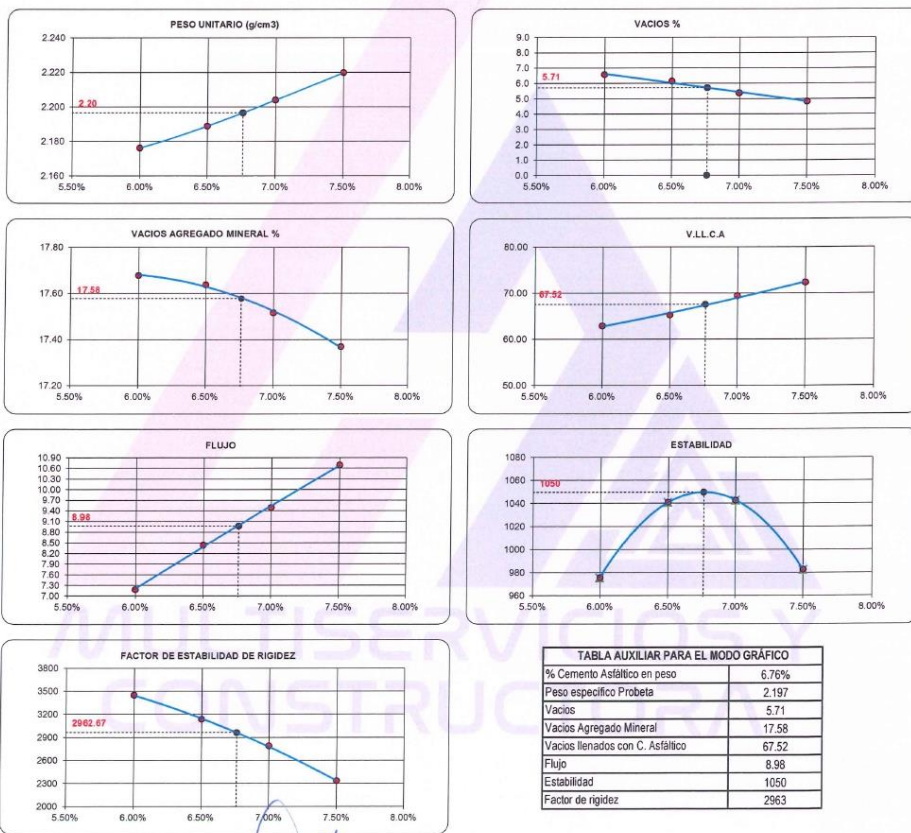 PESO UNITARIO (g/cm3)
2.240
2.220
2.200
2.180
2.160
2.20
5.50% 6.00% 6.50% 7.00% 7.50% 8.00%
VACIOS %
9.0
8.0
7.0
6.0
5.0
4.0
3.0
2.0
1.0
0.0
5.71
5.50% 6.00% 6.50% 7.00% 7.50% 8.00%
VACIOS AGREGADO MINERAL %
17.80
17.60
17.40
17.20
17.58
5.50% 6.00% 6.50% 7.00% 7.50% 8.00%
V.LL.C.A
80.00
70.00
60.00
50.00
67.52
5.50% 6.00% 6.50% 7.00% 7.50% 8.00%
FLUJO
10.90
10.60
10.30
10.00
9.70
9.40
9.10
8.80
8.50
8.20
7.90
7.60
7.30
7.00
8.98
5.50% 6.00% 6.50% 7.00% 7.50% 8.00%
ESTABILIDAD
1080
1060
1040
1020
1000
980
960
1050
5.50% 6.00% 6.50% 7.00% 7.50% 8.00%
MULTISERVICIOS Y
CONSTRUCTORA
FACTOR DE ESTABILIDAD DE RIGIDEZ
3800
3500
3200
2900
2600
2300
2000
2962.67
5.50% 6.00% 6.50% 7.00% 7.50% 8.00%
TABLA AUXILIAR PARA EL MODO GRÁFICO
% Cemento Asfáltico en peso 6.76%
Peso especifico Probeta 2.197
Vacios 5.71
Vacios Agregado Mineral 17.58
Vacios llenados con C. Asfáltico 67.52
Flujo 8.98
Estabilidad 1050
Factor de rigidez 2963